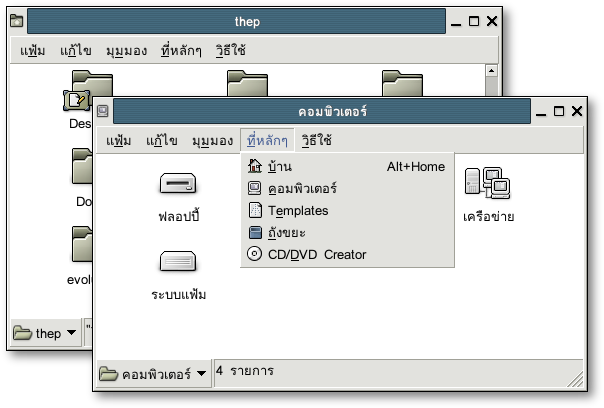 thep
แฟ้ม แก้ไข มุมมอง ที่หลักๆ วิธีใช้
Des
Do
evolu
thep
คอมพิวเตอร์
แฟ้ม แก้ไข มุมมอง ที่หลักๆ วิธีใช้
บ้าน Alt+Home
คอมพิวเตอร์
Templates
ถังขยะ
CD/DVD Creator
ฟลอปปี้
เครือข่าย
ระบบแฟ้ม
คอมพิวเตอร์
4 รายการ